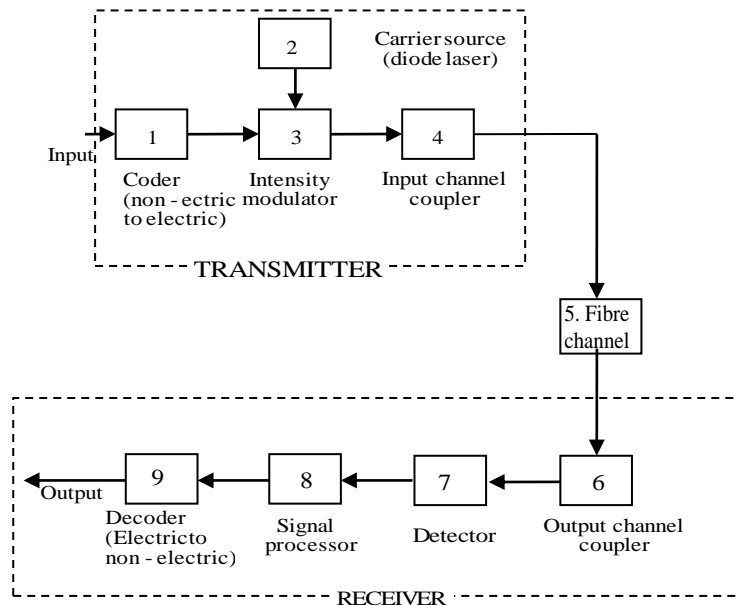 2
Carrier source
(diode laser)
1
3
4
Input
Coder
(non - ectric
to electric)
Intensity
modulator
Input channel
coupler
TRANSMITTER
5. Fibre
channel
9
8
7
6
Output
Decoder
(Electricto
non - electric)
Signal
processor
Detector
Output channel
coupler
RECEIVER